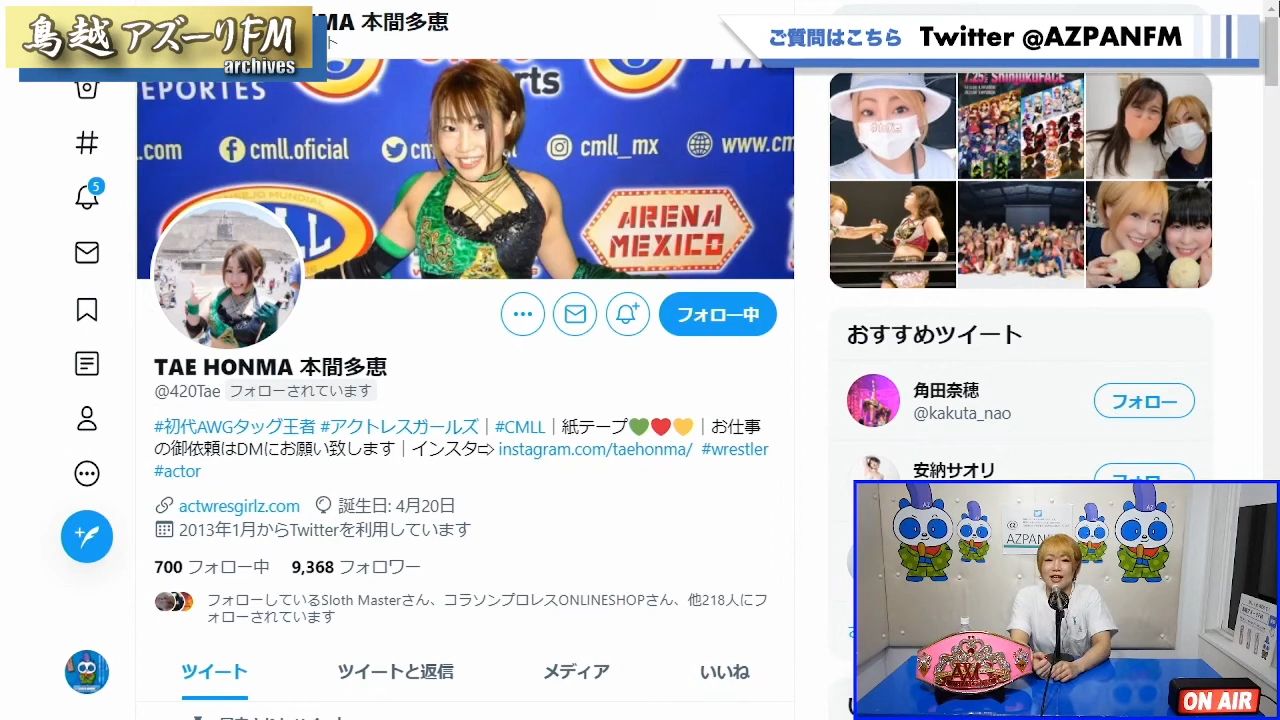 鳥越アズーリFM
archives
MA 本間多恵
ご質問はこちら Twitter @AZPANFM
EPORTES
orts
.com
cmll.oficial
cmll_mx
www.cm
ARENA
MEXICO
7.25
SHINJUKUFACE
5
フォロー中
TAE HONMA 本間多恵
@420Tae フォローされています
#初代AWGタッグ王者 #アクトレスガールズ｜#CMLL｜紙テープ💚❤️💛｜お仕事
の御依頼はDMにお願い致します｜インスタ⇨ instagram.com/taehonma/ #wrestler
#actor
actwresgirlz.com 誕生日: 4月20日
2013年1月からTwitterを利用しています
700 フォロー中 9,368 フォロワー
フォローしているSloth Masterさん、コラソンプロレスONLINESHOPさん、他218人にフ
ォローされています
ツイート ツイートと返信 メディア いいね
おすすめツイート
角田奈穂
@kakuta_nao
フォロー
安納サオリ
フォロー
@
AZPAN
AWG
ON AIR